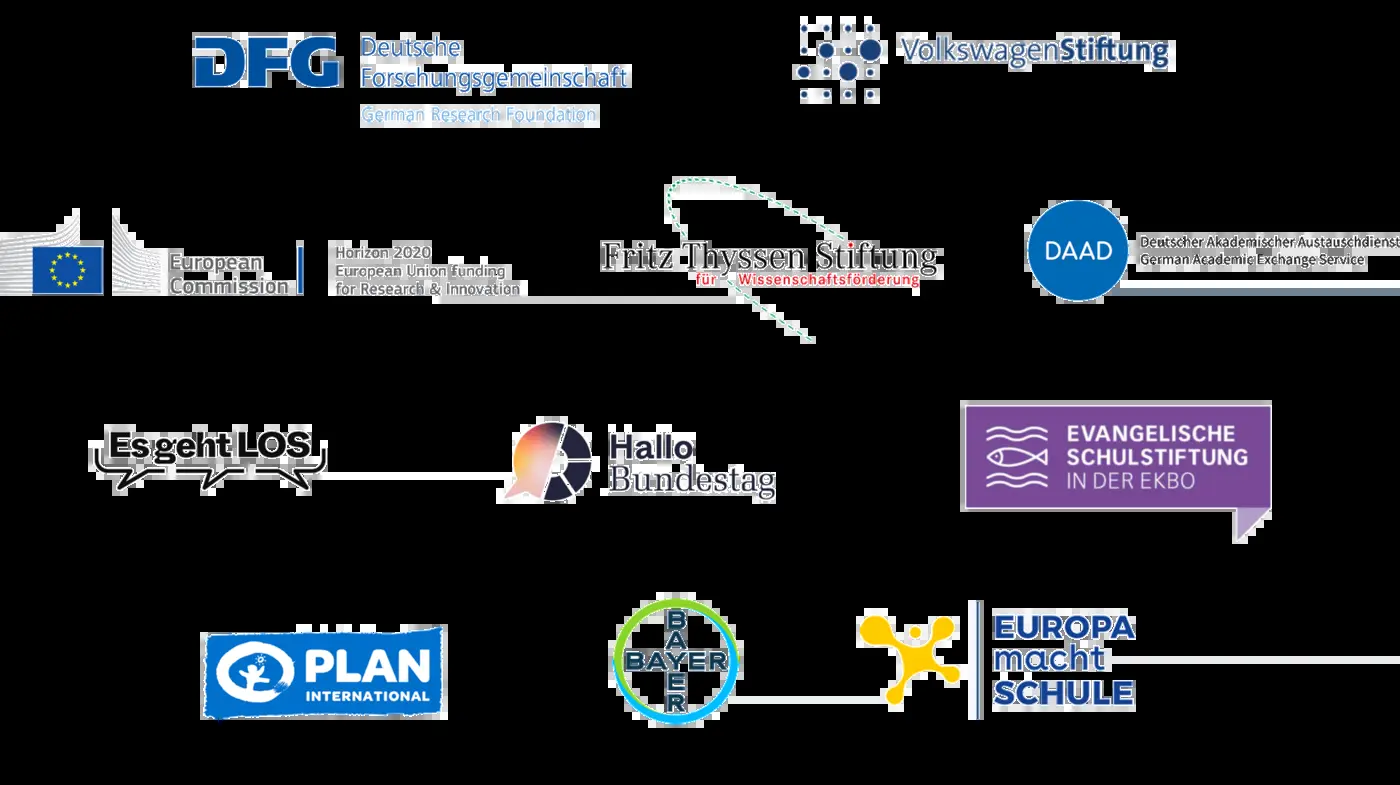 DFG
Deutsche
Forschungsgemeinschaft
German Research Foundation
VolkswagenStiftung
European
Commission
Horizon 2020
European Union funding
for Research & Innovation
Fritz Thyssen Stiftung
für Wissenschaftsförderung
DAAD
Deutscher Akademischer Austauschdienst
German Academic Exchange Service
Es geht LOS
Hallo
Bundestag
EVANGELISCHE
SCHULSTIFTUNG
IN DER EKBO
PLAN
INTERNATIONAL
BAYER
BAYER
EUROPA
macht
SCHULE